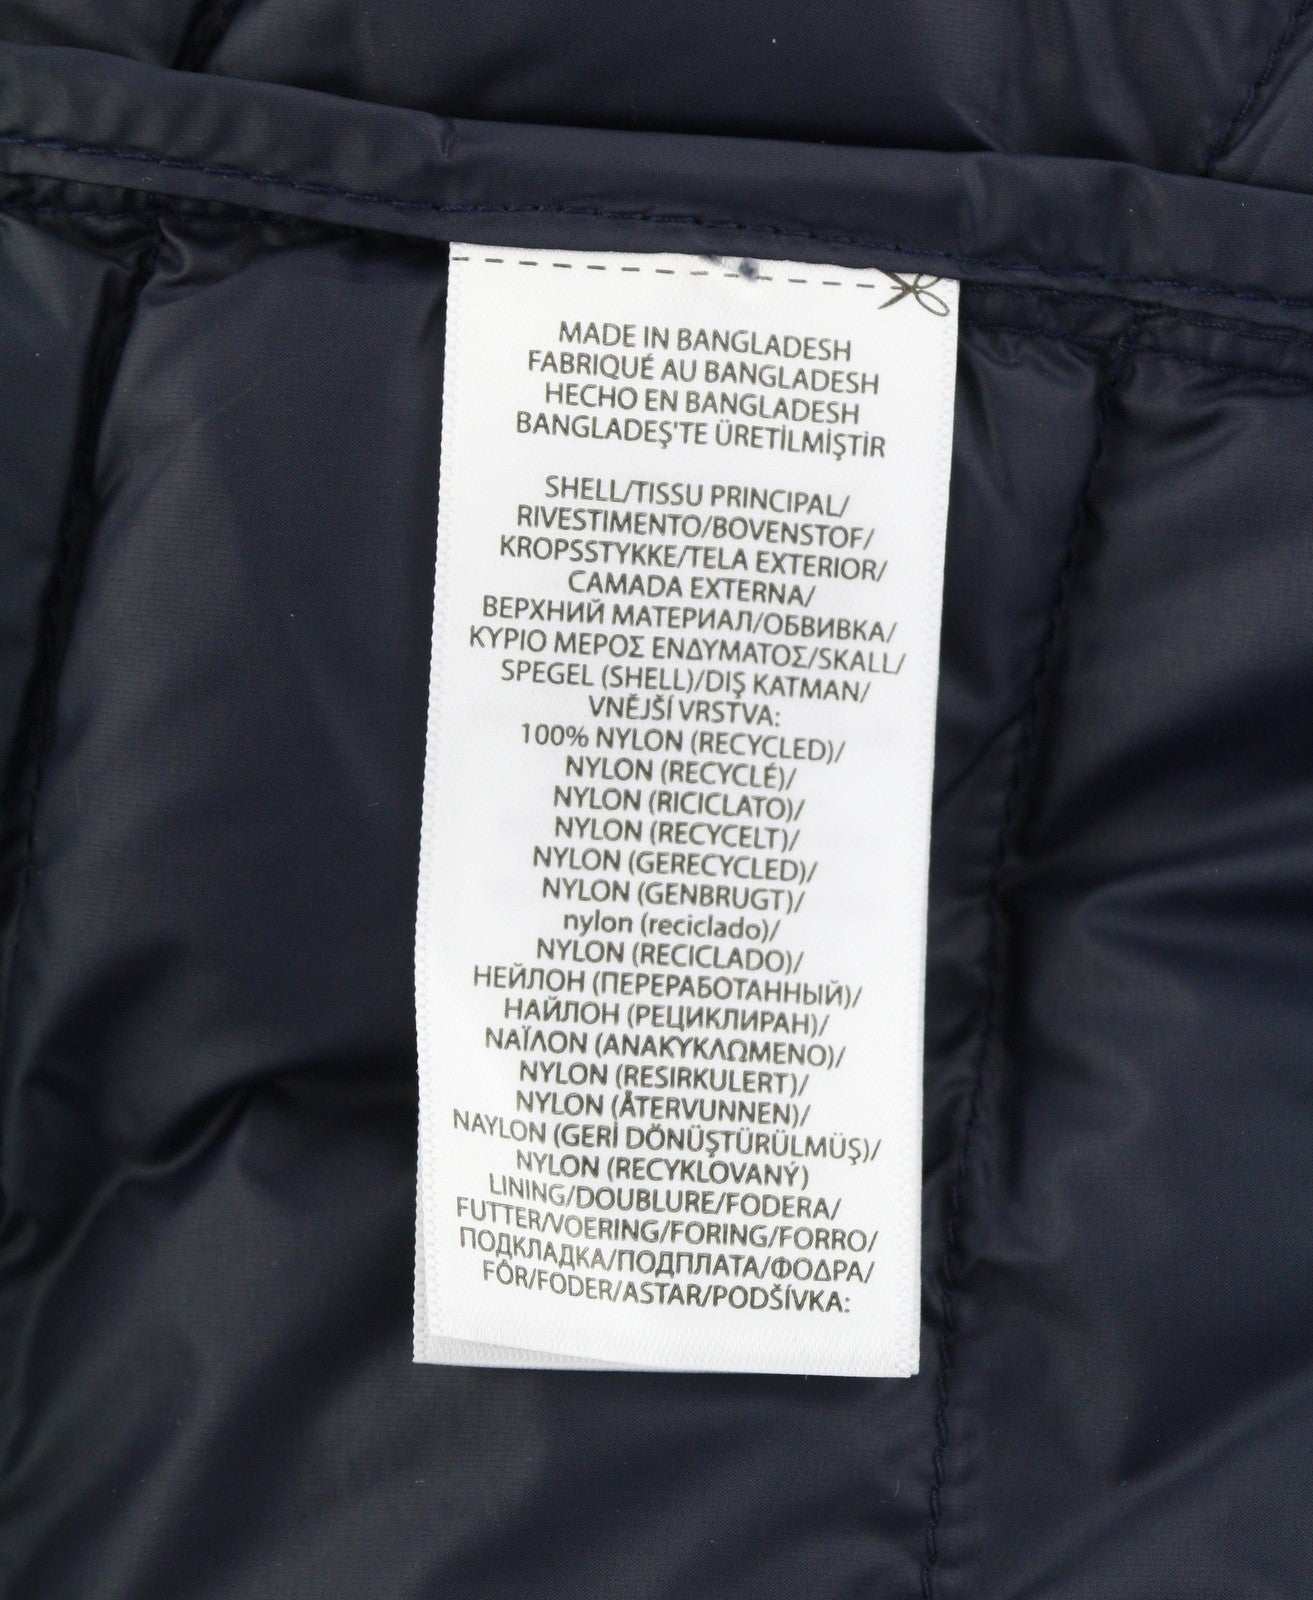 MADE IN BANGLADESH
FABRIQUÉ AU BANGLADESH
HECHO EN BANGLADESH
BANGLADEŞ'TE ÜRETİLMİŞTİR
SHELL/TISSU PRINCIPAL/
RIVESTIMENTO/BOVENSTOF/
KROPSSTYKKE/TELA EXTERIOR/
CAMADA EXTERNA/
ВЕРХНИЙ МАТЕРИАЛ/ОБВИВКА/
ΚΥΡΙΟ ΜΕΡΟΣ ΕΝΔΥΜΑΤΟΣ/SKALL/
SPEGEL (SHELL)/DIŞ KATMAN/
VNĚJŠÍ VRSTVA:
100% NYLON (RECYCLED)/
NYLON (RECYCLÉ)/
NYLON (RICICLATO)/
NYLON (RECYCELT)/
NYLON (GERECYCLED)/
NYLON (GENBRUGT)/
nylon (reciclado)/
NYLON (RECICLADO)/
НЕЙЛОН (ПЕРЕРАБОТАННЫЙ)/
НАЙЛОН (РЕЦИКЛИРАН)/
ΝΑΪΛΟΝ (ΑΝΑΚΥΚΛΩΜΕΝΟ)/
NYLON (RESIRKULERT)/
NYLON (ÅTERVUNNEN)/
NAYLON (GERİ DÖNÜŞTÜRÜLMÜŞ)/
NYLON (RECYKLOVANÝ)
LINING/DOUBLURE/FODERA/
FUTTER/VOERING/FORING/FORRO/
ПОДКЛАДКА/ПОДПЛАТА/ΦΟΔΡΑ/
FÔR/FODER/ASTAR/PODŠÍVKA: